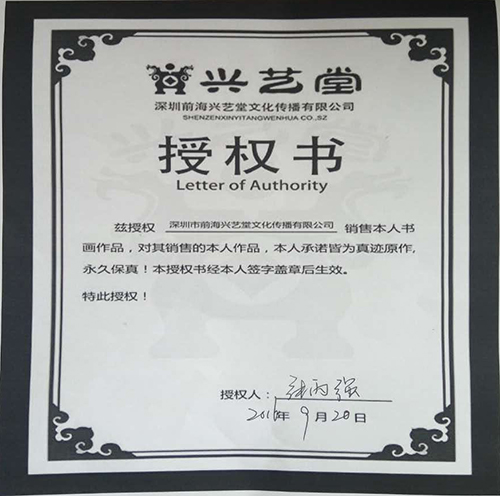 兴艺堂
深圳前海兴艺堂文化传播有限公司
SHENZENXINYITANGWENHUA CO.,SZ
授权书
Letter of Authority
兹授权 深圳市前海兴艺堂文化传播有限公司 销售本人书
画作品，对其销售的本人作品，本人承诺皆为真迹原作，
永久保真！本授权书经本人签字盖章后生效。
特此授权！
授权人：
年 9月20日